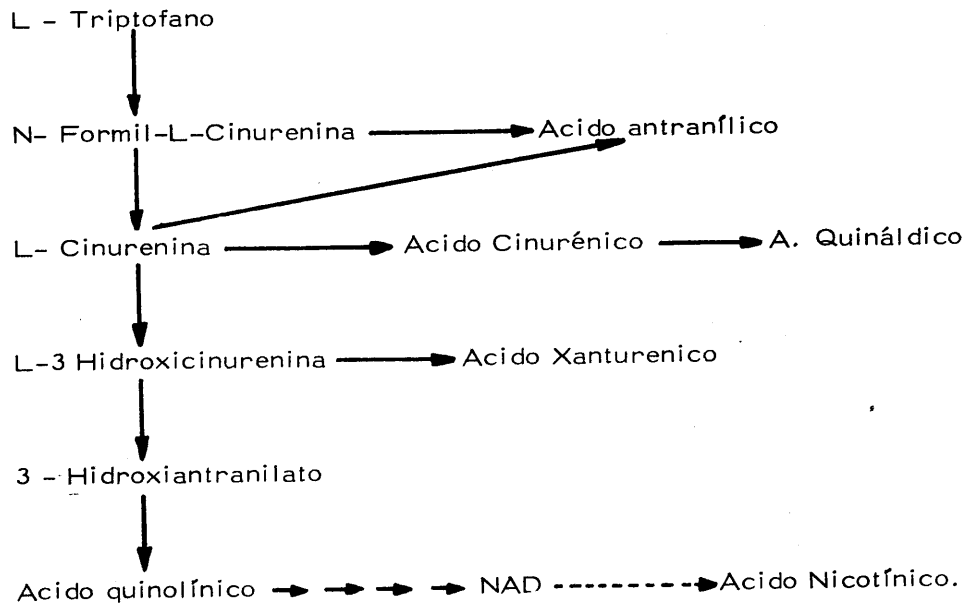 L - Triptofano
N- Formil-L-Cinurenina Acido antranílico
L- Cinurenina Acido Cinurénico A. Quináldico
L-3 Hidroxicinurenina Acido Xanturenico
3 - Hidroxiantranilato
Acido quinolínico NAD Acido Nicotínico.